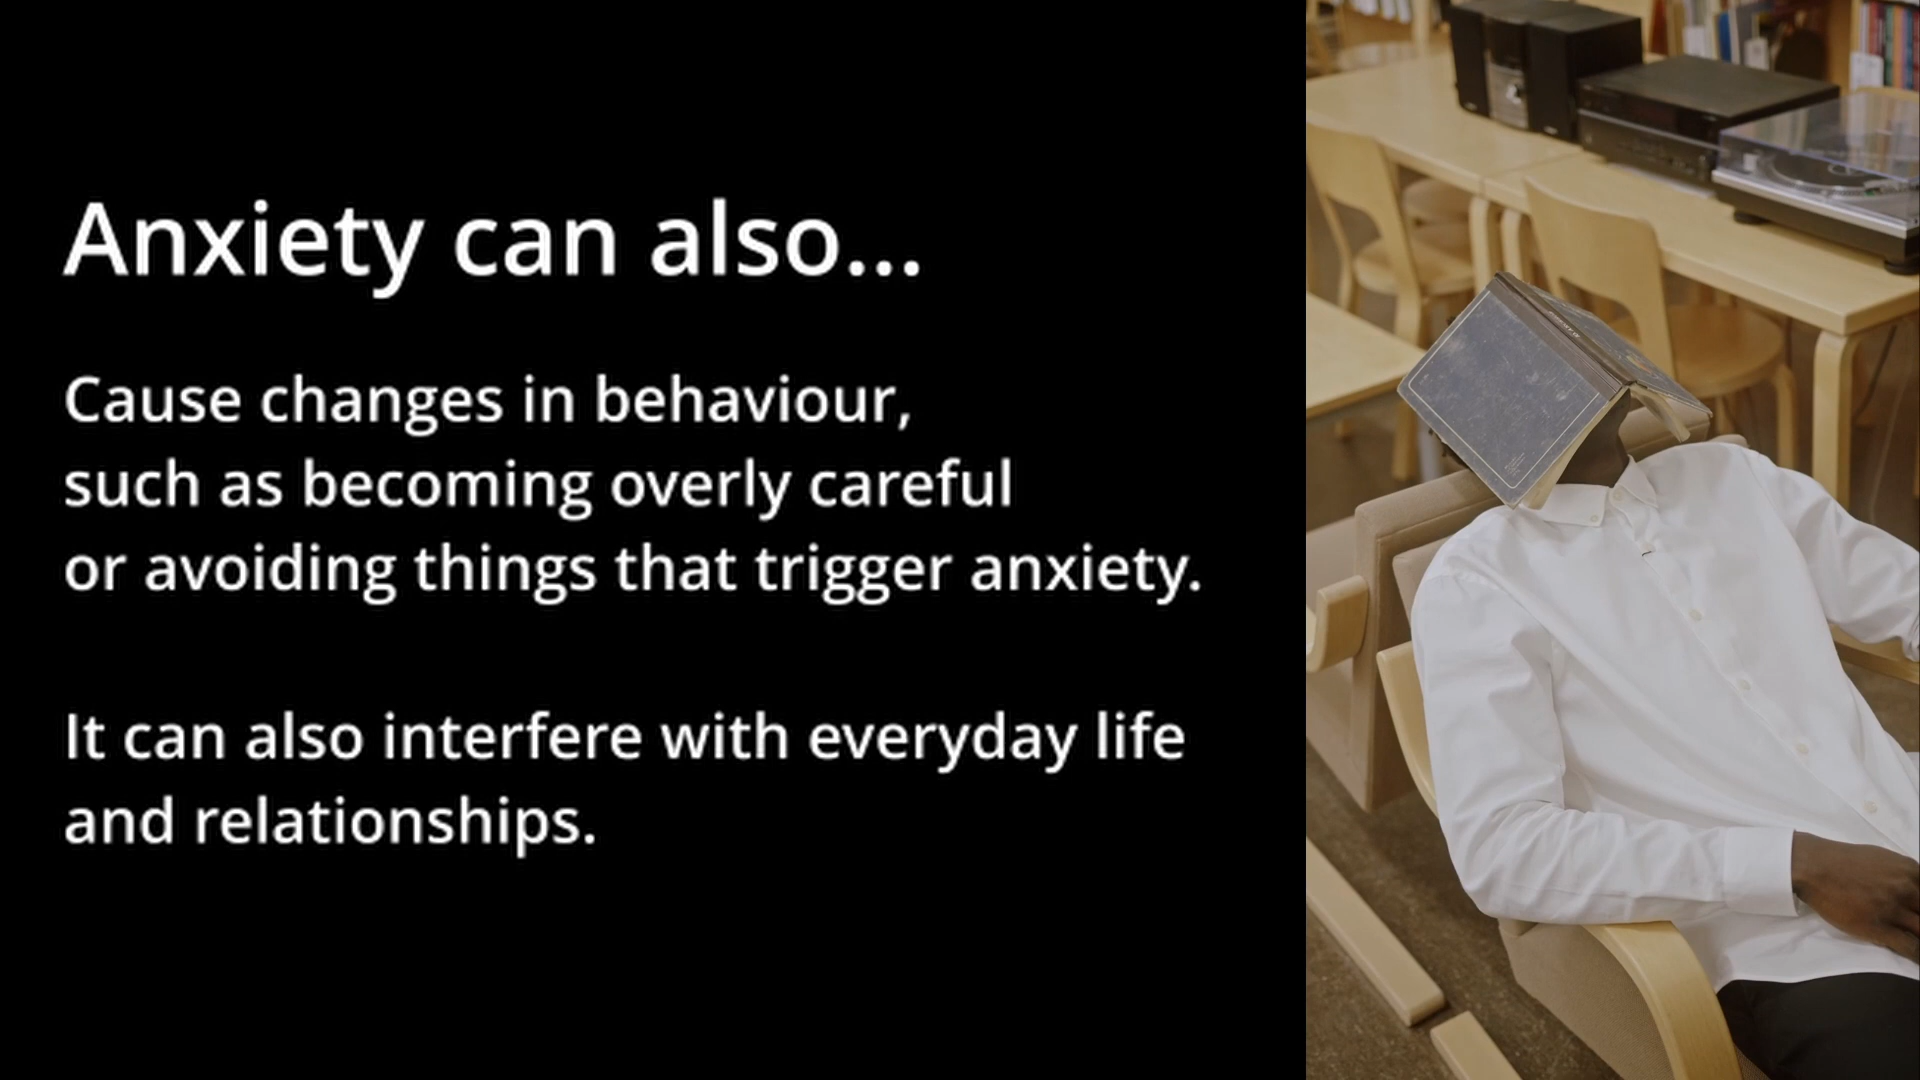 Anxiety can also...
Cause changes in behaviour,
such as becoming overly careful
or avoiding things that trigger anxiety.
It can also interfere with everyday life
and relationships.